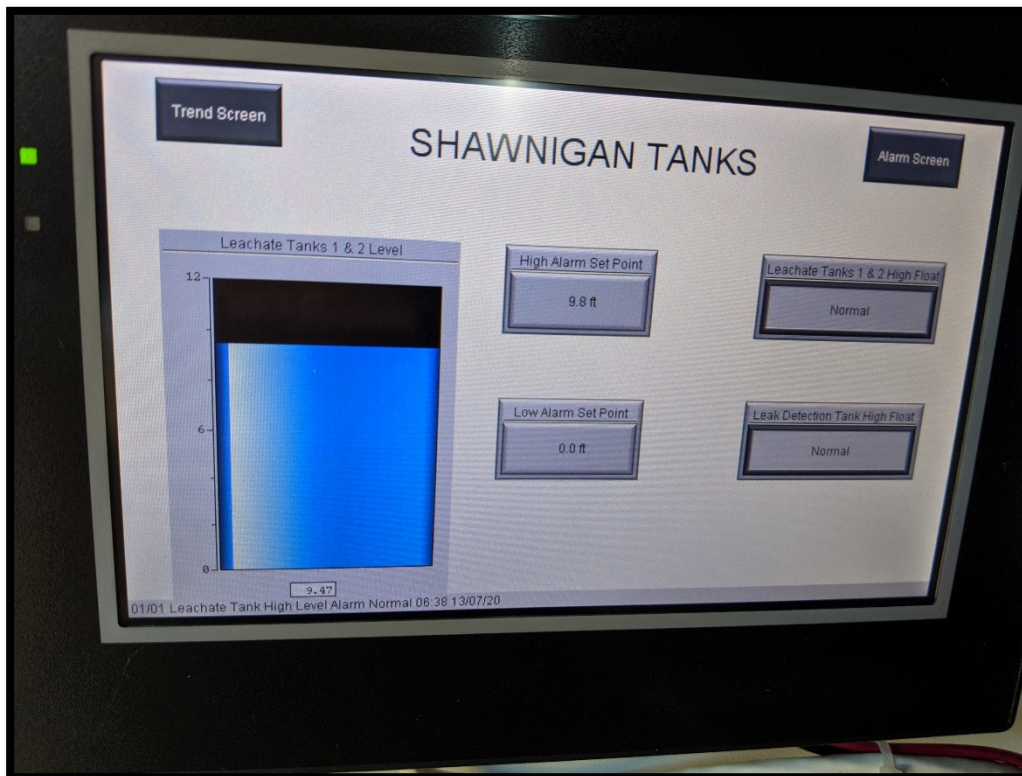 Trend Screen
SHAWNIGAN TANKS
Alarm Screen
Leachate Tanks 1 & 2 Level
12
6
0
9.47
High Alarm Set Point
9.8 ft
Low Alarm Set Point
0.0 ft
Leachate Tanks 1 & 2 High Float
Normal
Leak Detection Tank High Float
Normal
01/01 Leachate Tank High Level Alarm Normal 06:38 13/07/20